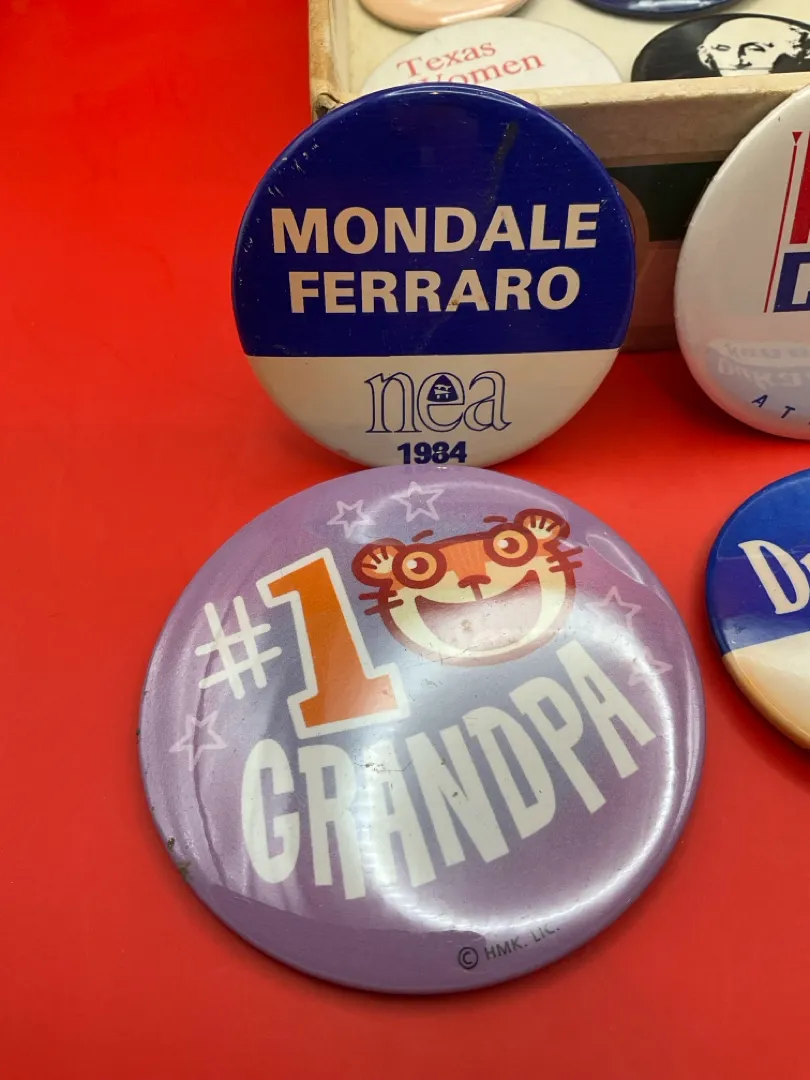 Texas
Women
MONDALE
FERRARO
nea
1984
#1
GRANDPA
© HMK. LIC.